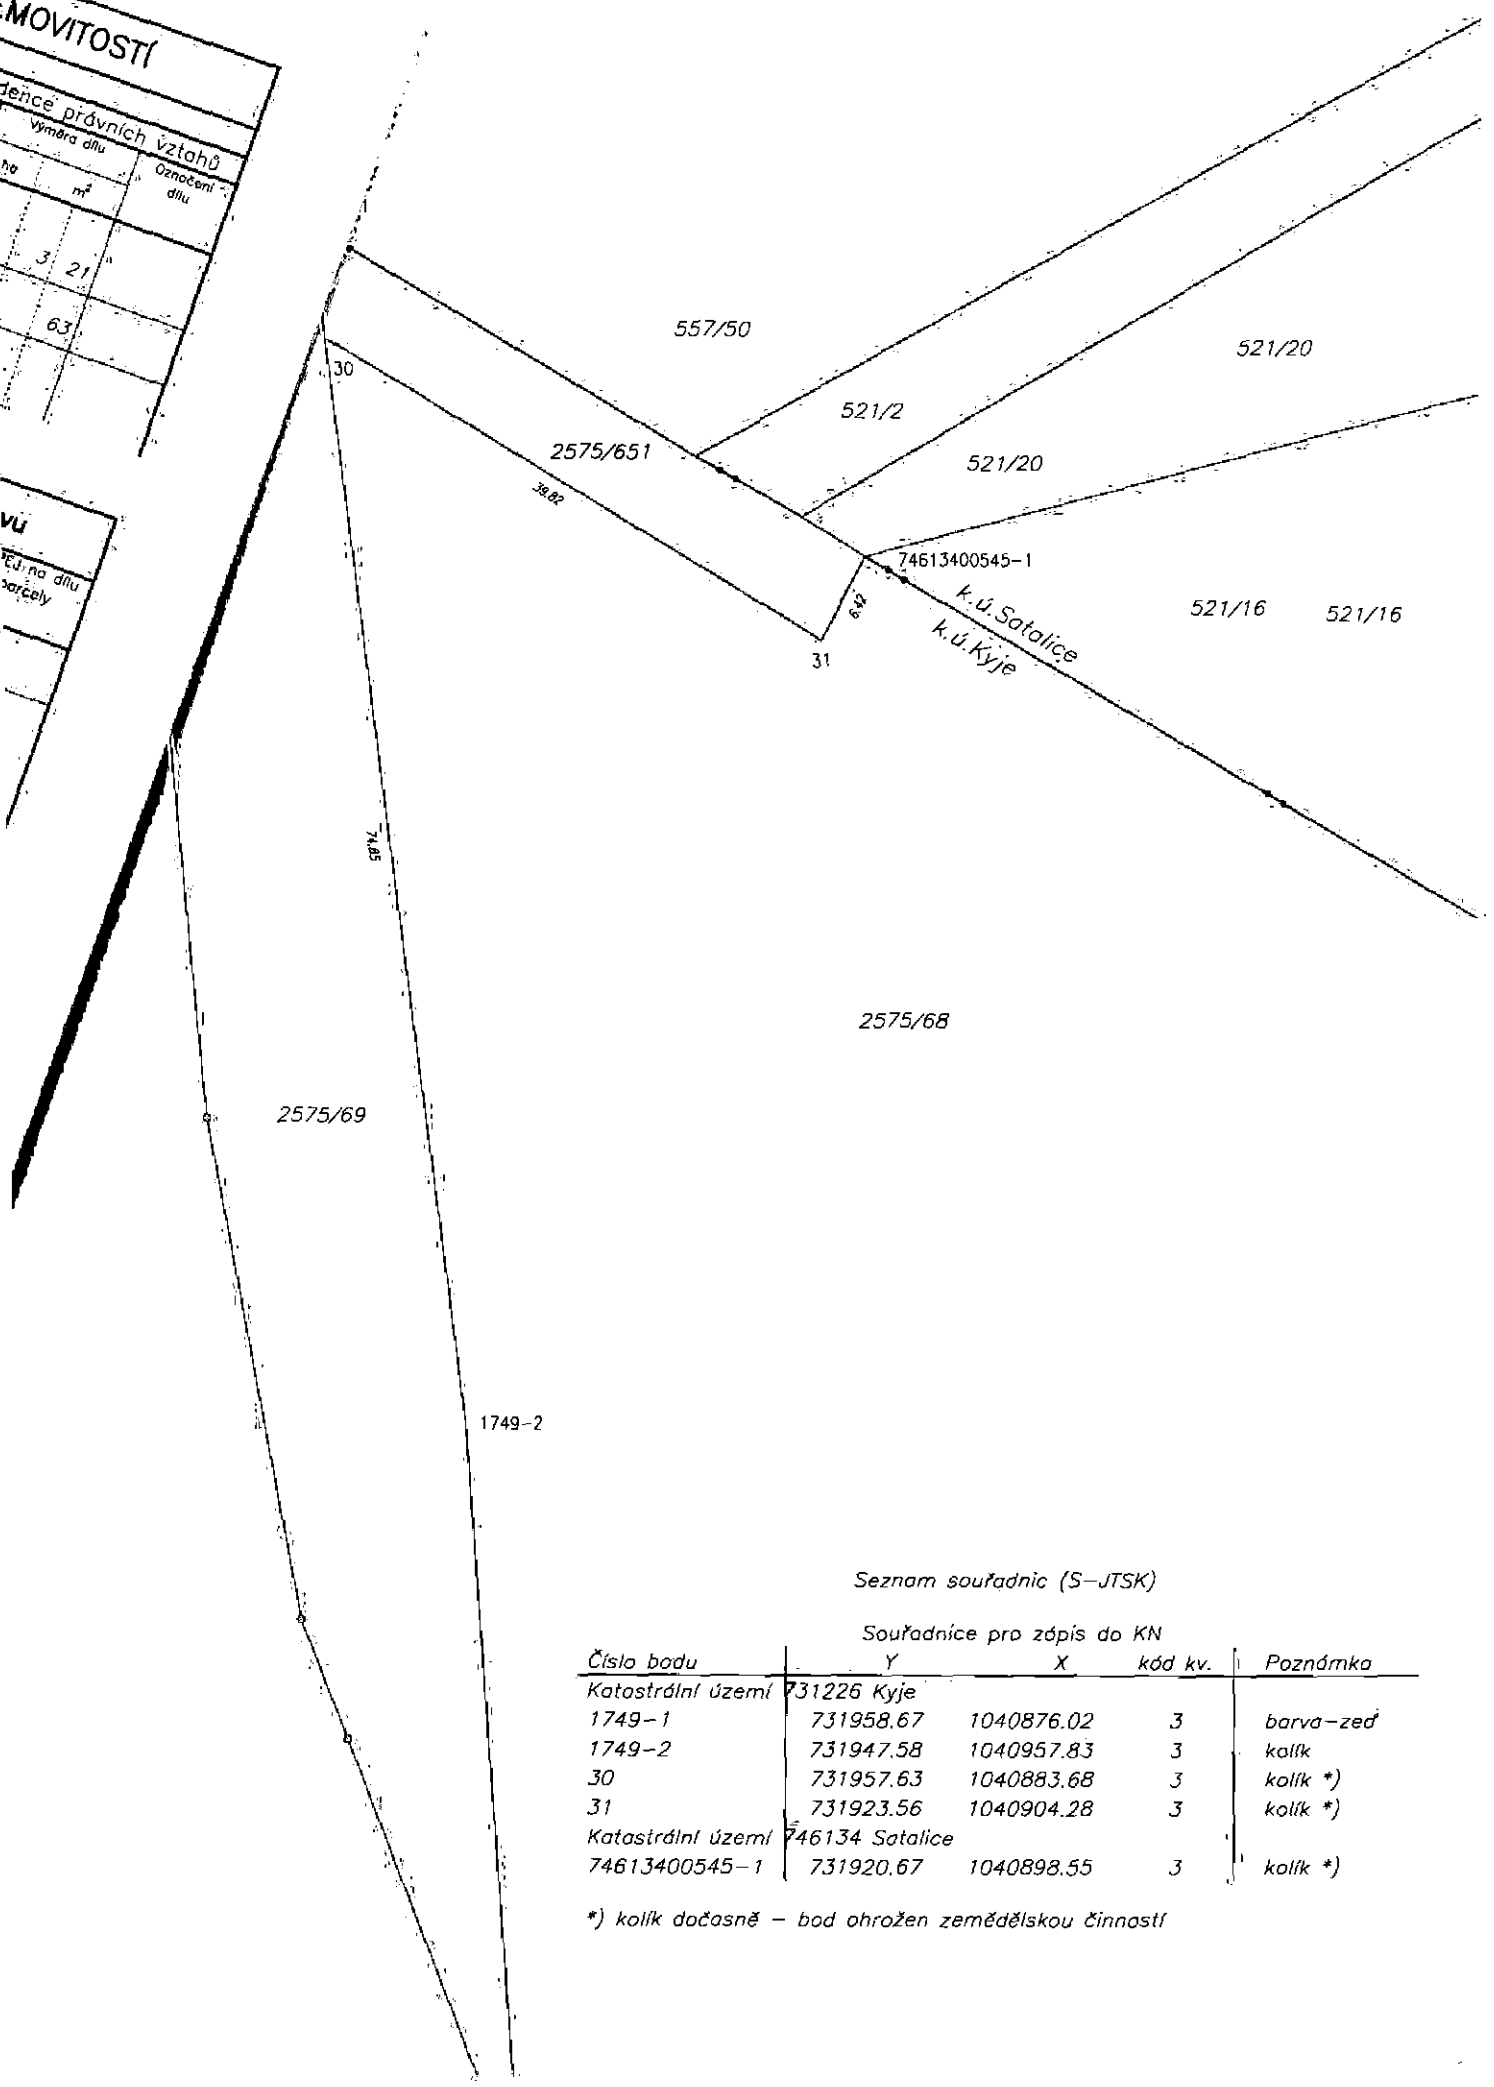 EMOVITOSTÍ
dence právních vztahů
Výměra dílu
Označení
dílu
ha
m²
3 21
63
vu
EJ na dílu
parcely
557/50
521/20
521/2
30
2575/651
521/20
39.82
74613400545-1
k.ú.Satalice
k.ú.Kyje
521/16 521/16
6.42
31
74.85
2575/68
2575/69
1749-2
Seznam souřadnic (S-JTSK)
Souřadnice pro zápis do KN
Číslo bodu Y X kód kv. Poznámka
Katastrální území 731226 Kyje
1749-1 731958.67 1040876.02 3 barva-zeď
1749-2 731947.58 1040957.83 3 kolík
30 731957.63 1040883.68 3 kolík *)
31 731923.56 1040904.28 3 kolík *)
Katastrální území 746134 Satalice
74613400545-1 731920.67 1040898.55 3 kolík *)
*) kolík dočasně - bod ohrožen zemědělskou činností